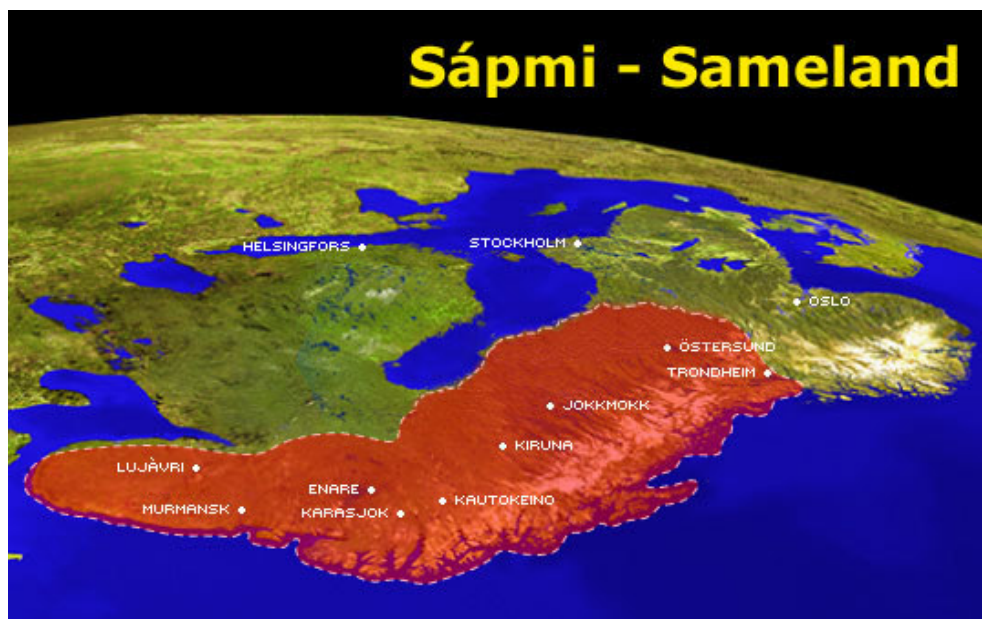 Sápmi - Sameland
HELSINGFORS
STOCKHOLM
OSLO
ÖSTERSUND
TRONDHEIM
JOKKMOKK
KIRUNA
LUJÀVRI
ENARE
KAUTOKEINO
MURMANSK
KARASJOK